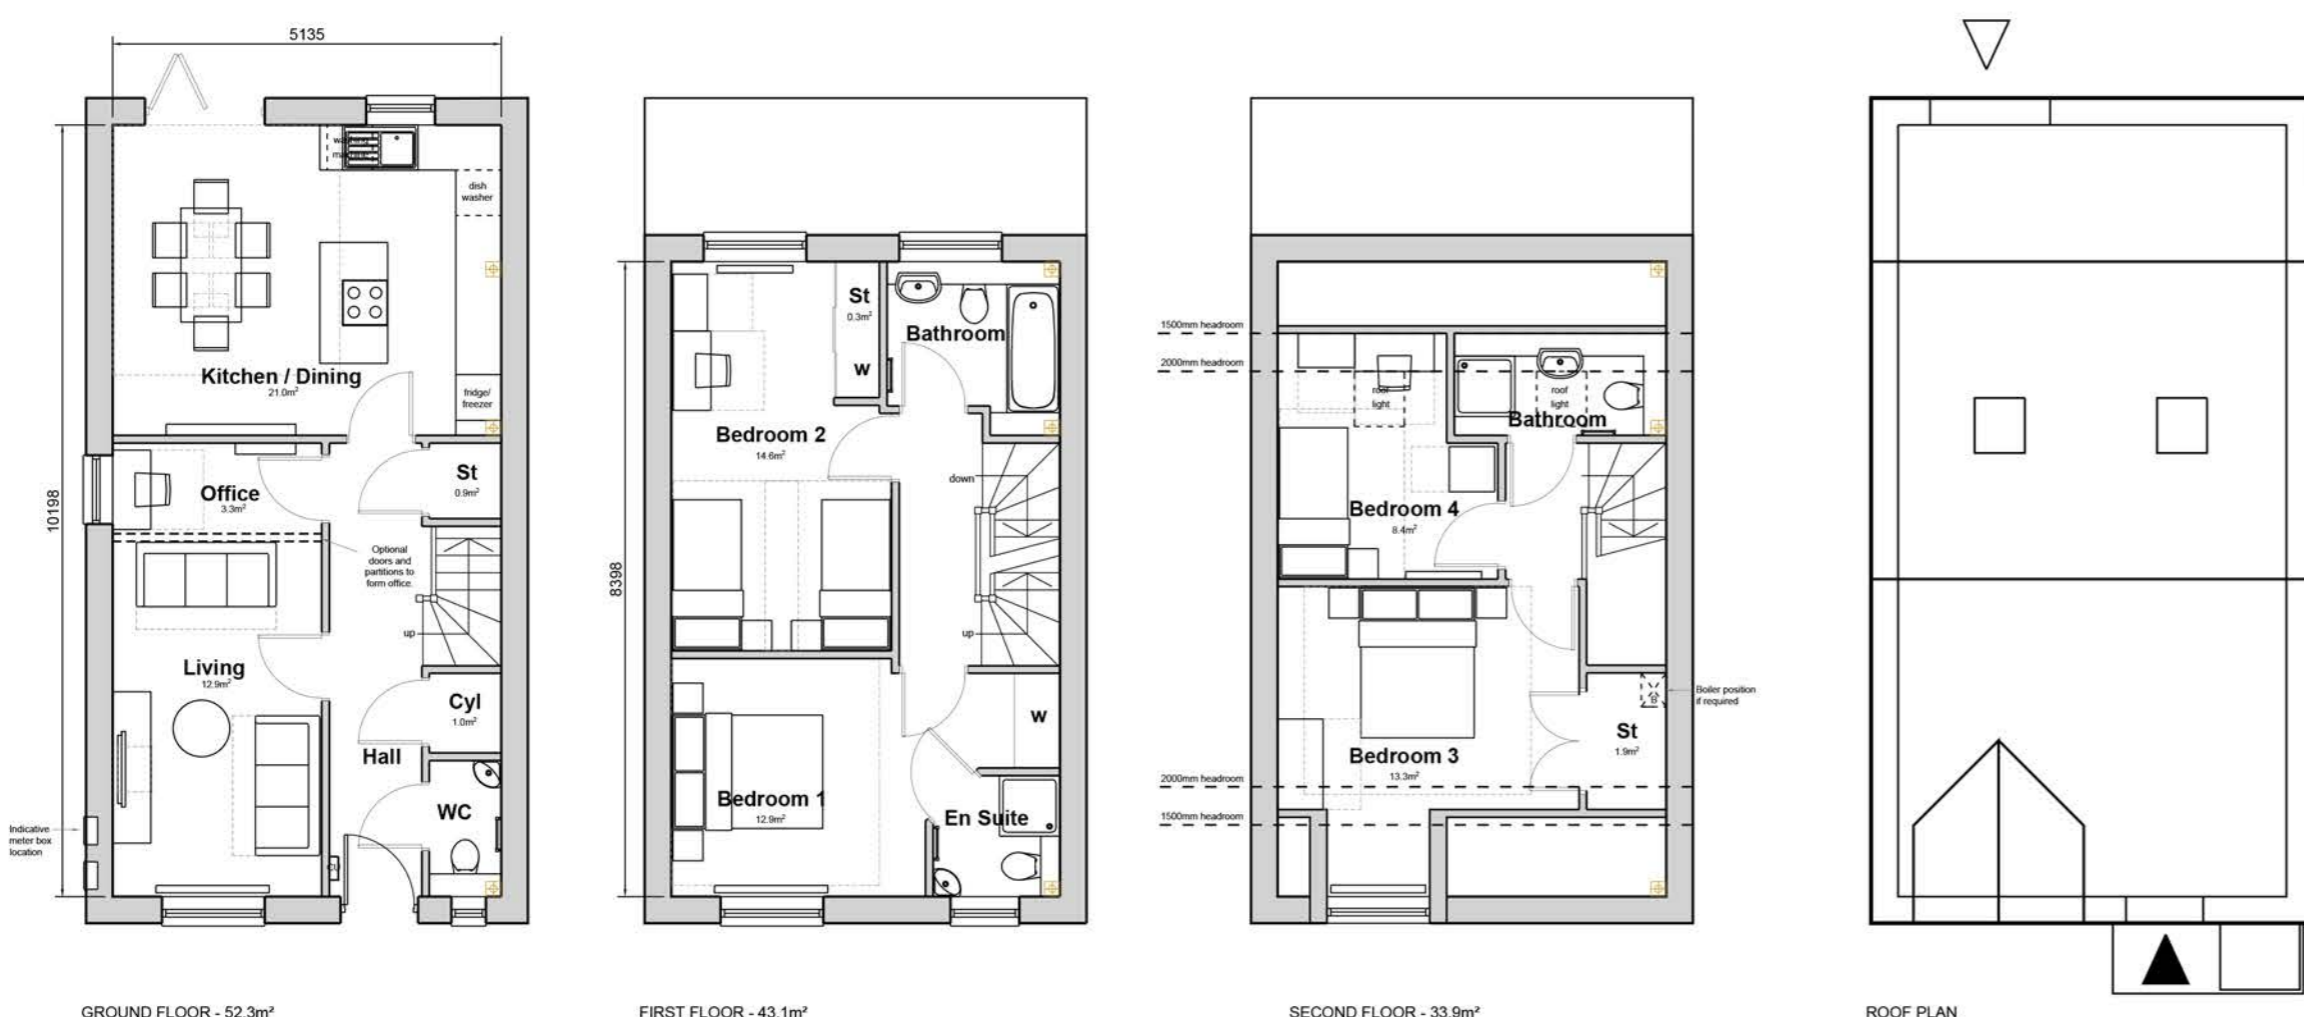 5135
10198
washing
machine
dish
washer
Kitchen / Dining
21.0m²
fridge/
freezer
Office
3.3m²
St
0.9m²
Optional
doors and
partitions to
form office.
up
Living
12.9m²
Cyl
1.0m²
Hall
WC
Indicative
meter box
location
GROUND FLOOR - 52.3m²
8398
St
0.3m²
W
Bathroom
Bedroom 2
14.6m²
down
up
W
Bedroom 1
12.9m²
En Suite
FIRST FLOOR - 43.1m²
1500mm headroom
2000mm headroom
roof
light
roof
light
Bathroom
Bedroom 4
8.4m²
Boiler position
if required
B
St
1.9m²
Bedroom 3
13.3m²
2000mm headroom
1500mm headroom
SECOND FLOOR - 33.9m²
ROOF PLAN